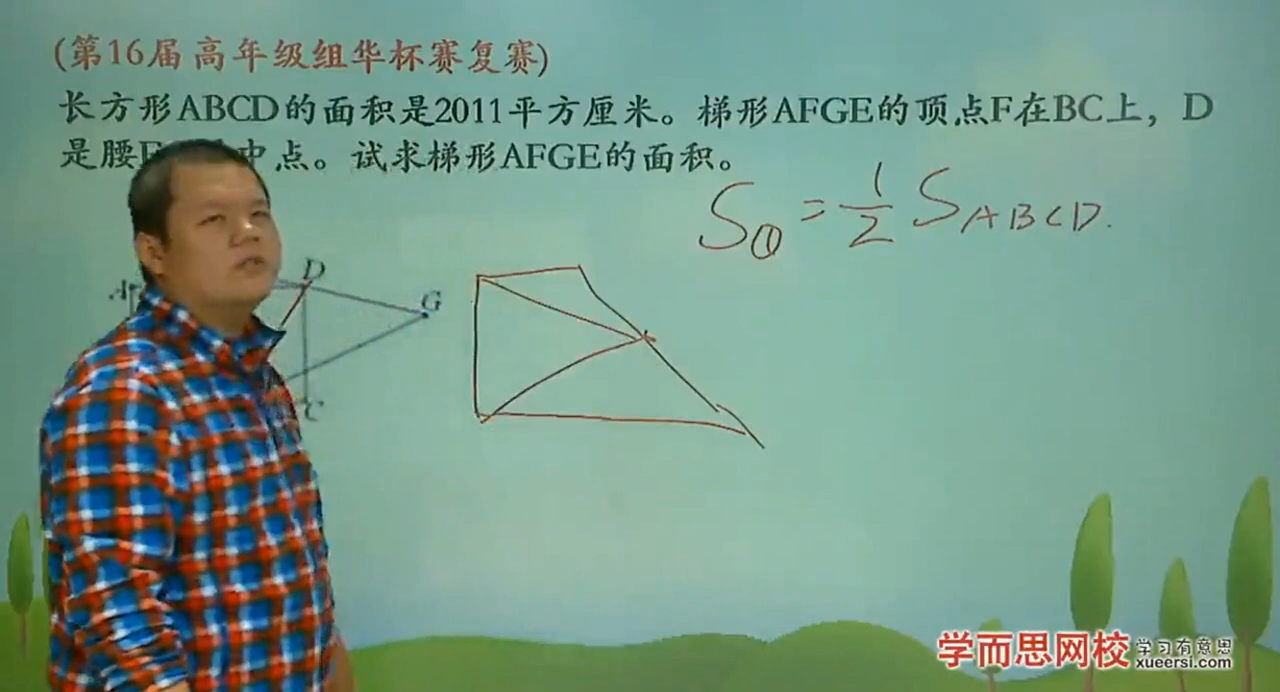 (第16届高年级组华杯赛复赛)
长方形ABCD的面积是2011平方厘米。梯形AFGE的顶点F在BC上，D
是腰 中点。试求梯形AFGE的面积。
S① = 1/2 S ABCD.
A
D
G
C
学而思网校 学习有意思
xueersi.com